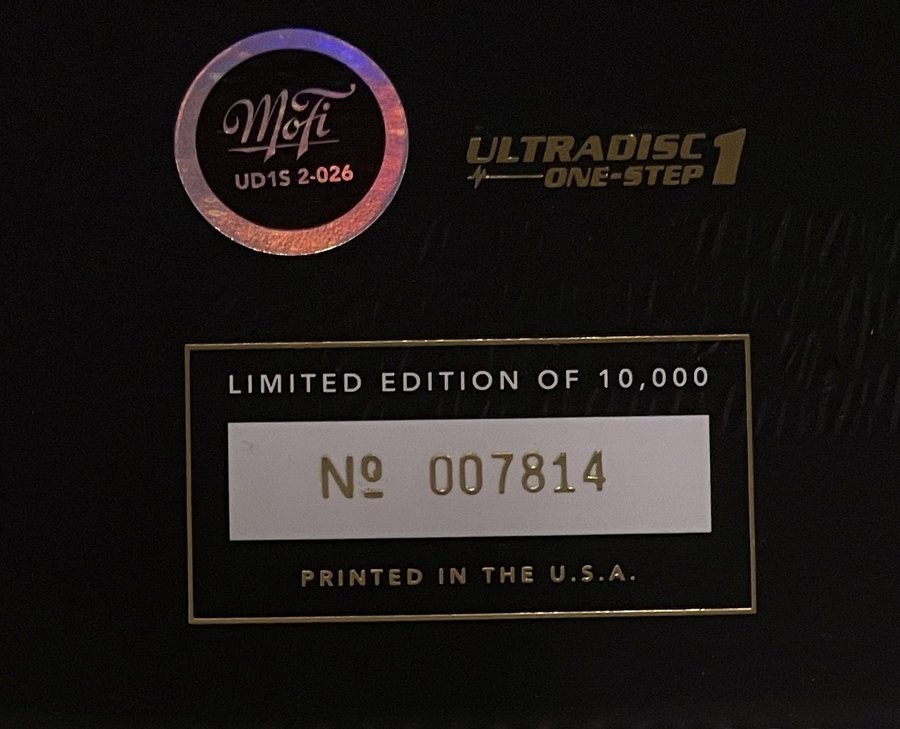 MoFi
UD1S 2-026
ULTRADISC 1
ONE-STEP
LIMITED EDITION OF 10,000
Nº 007814
PRINTED IN THE U.S.A.